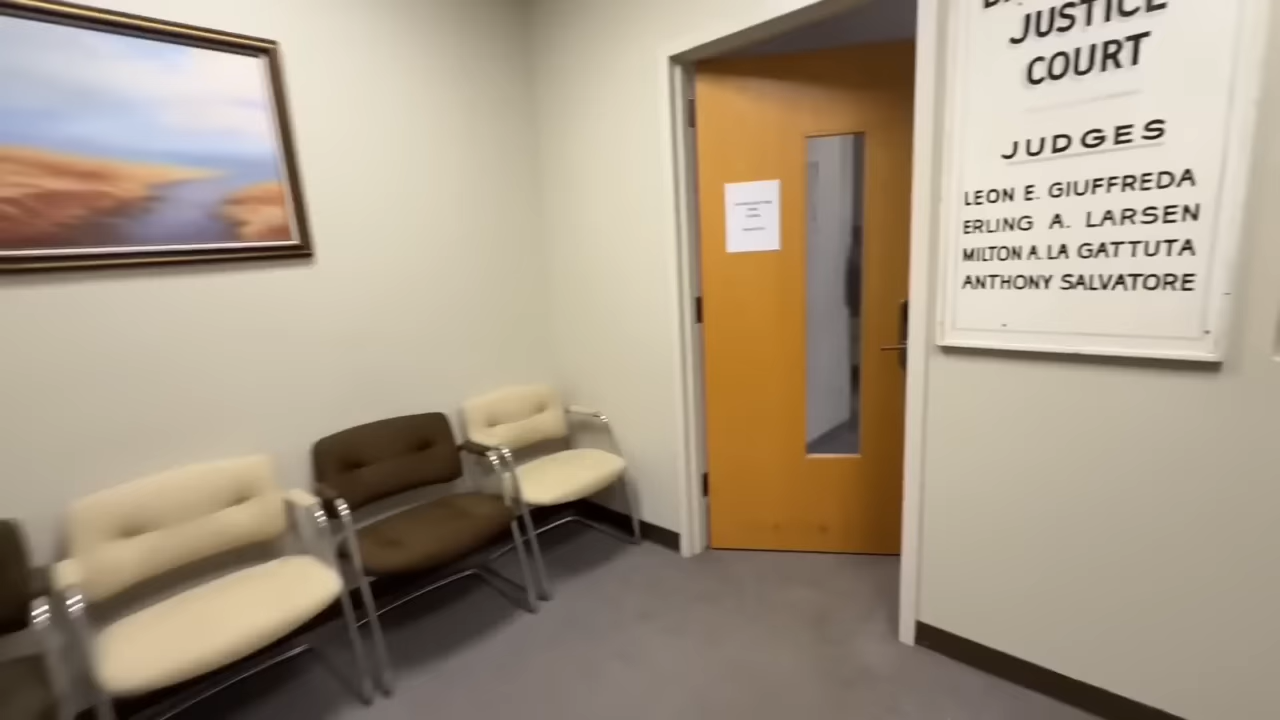 JUSTICE
COURT
JUDGES
LEON E. GIUFFREDA
ERLING A. LARSEN
MILTON A. LA GATTUTA
ANTHONY SALVATORE